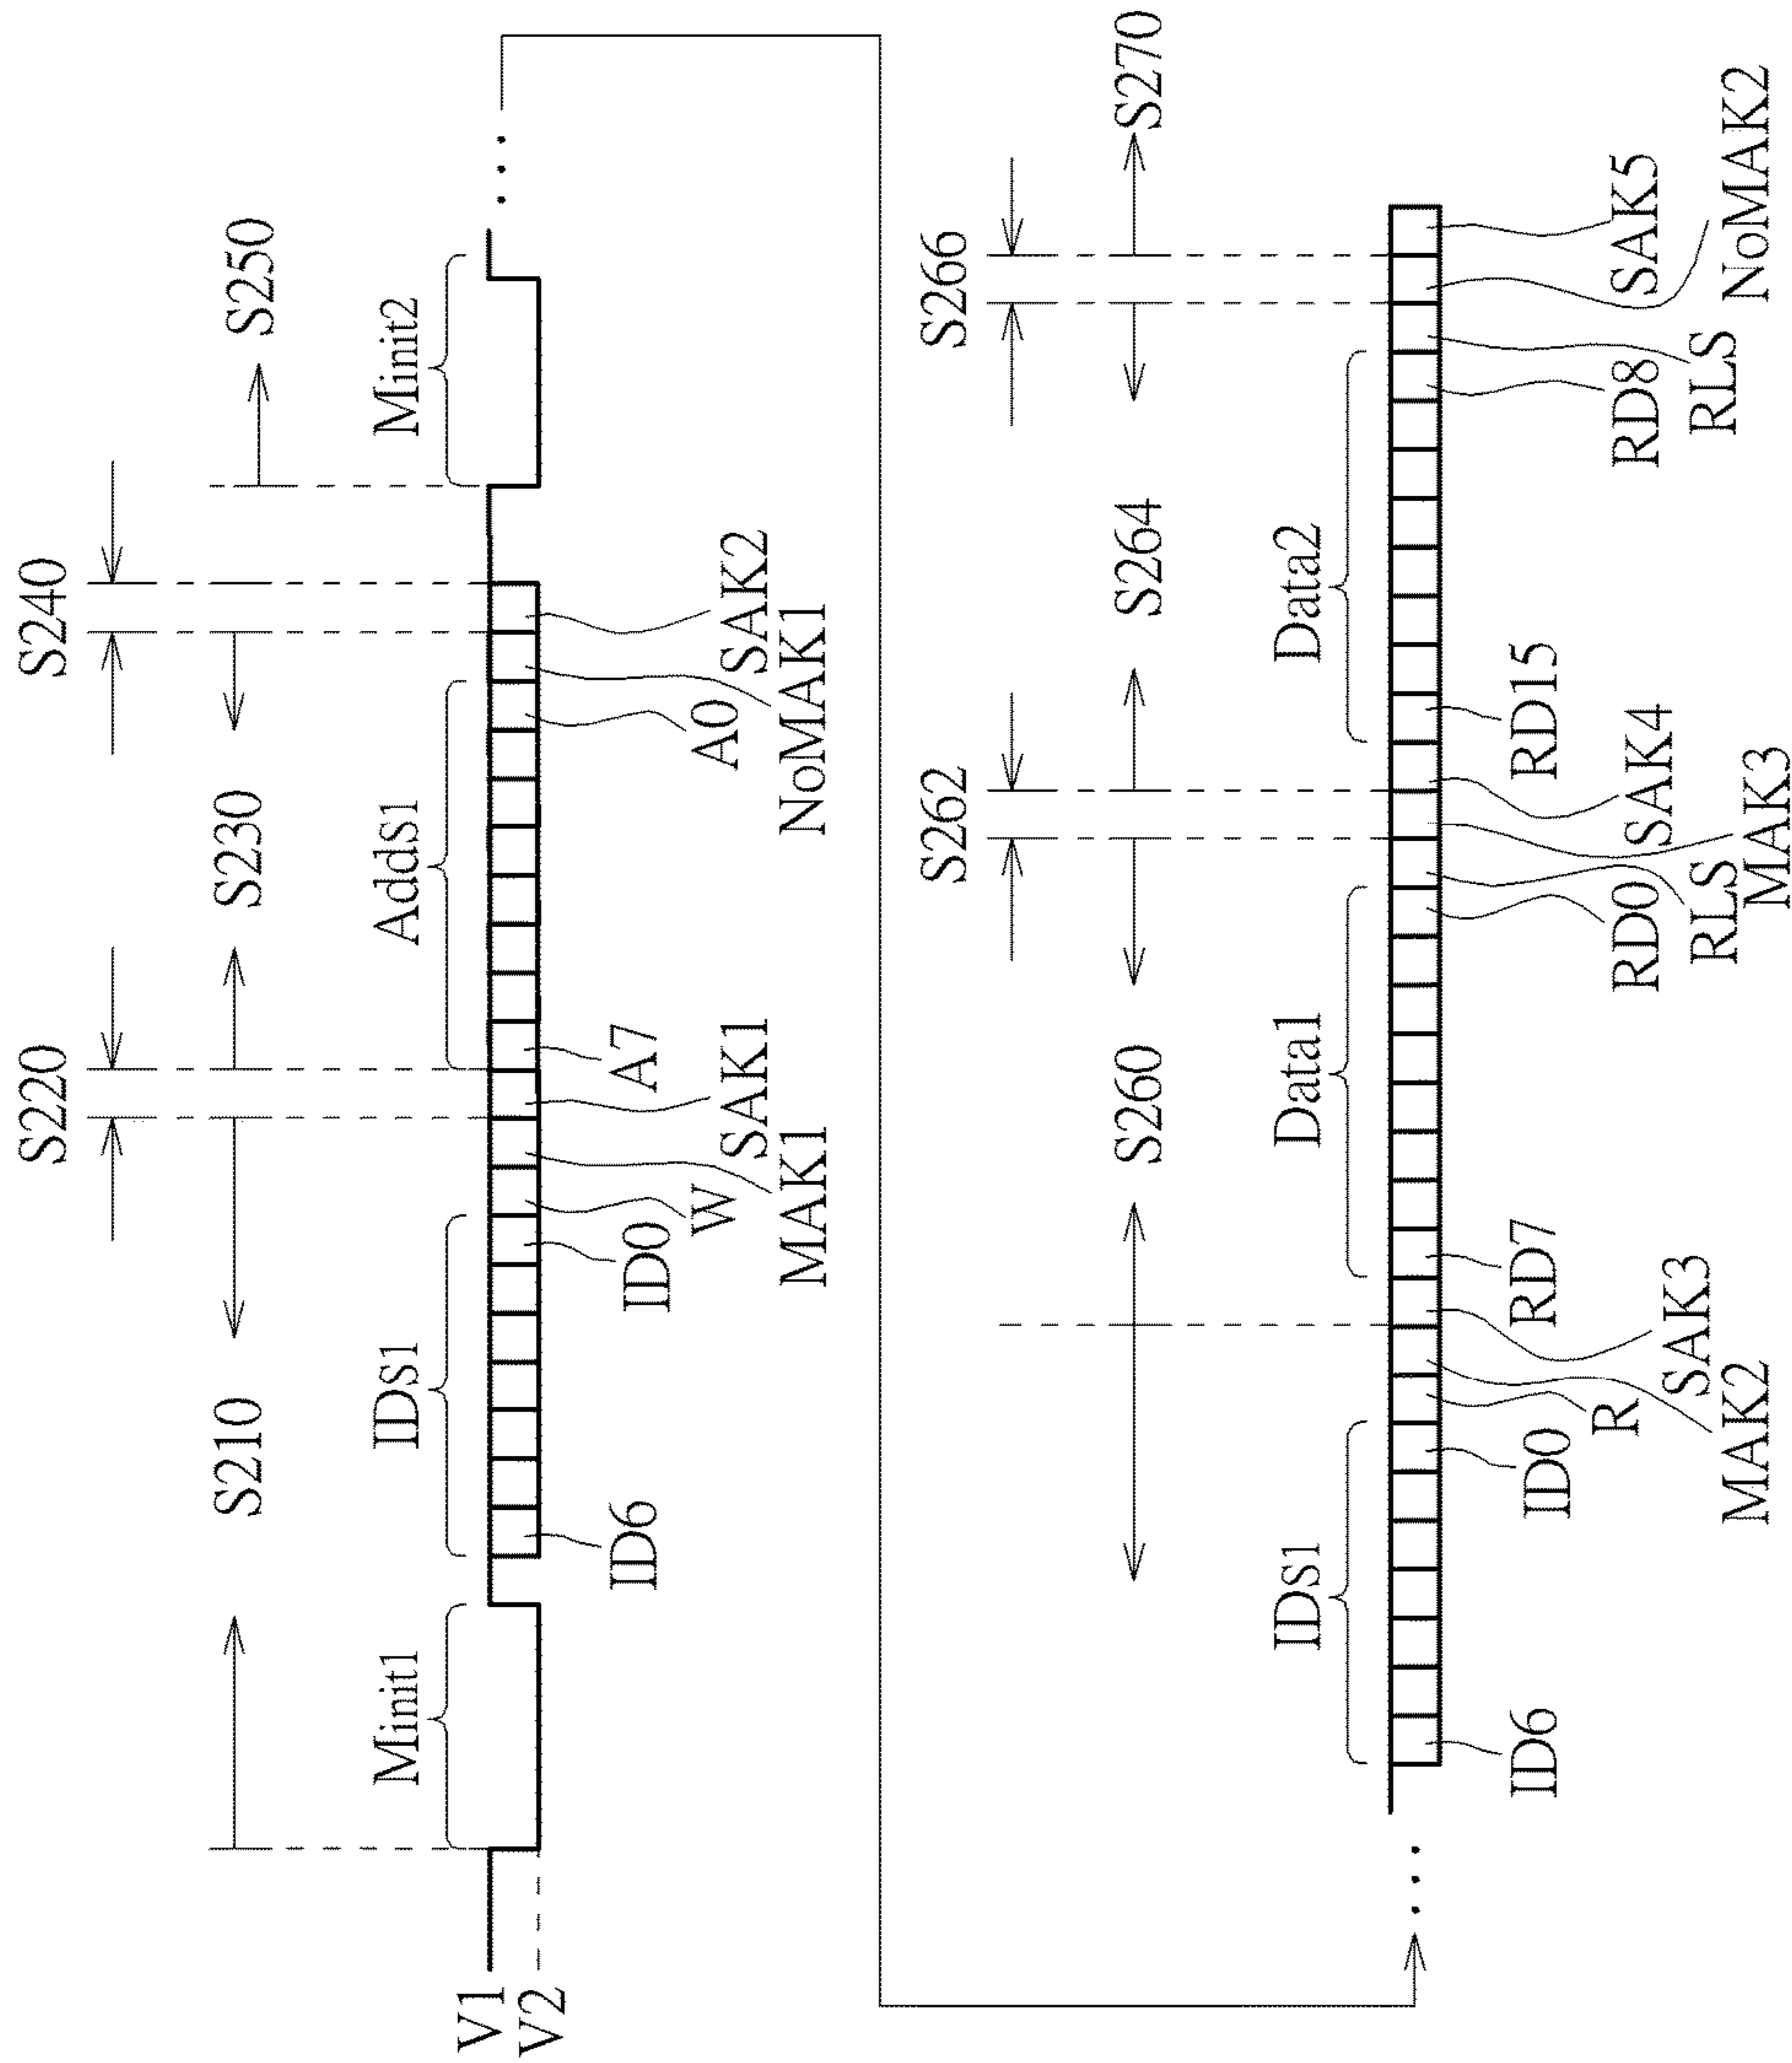 S220 S240
S210 S230 S250
Minit1 IDS1 AddS1 Minit2
V1
V2
ID6 ID0 A7 A0
W SAK1 SAK2
MAK1 NoMAK1
S262 S266
S260 S264 S270
IDS1 Data1 Data2
ID6 ID0 RD7 RD15
R RD0 SAK4 RD8 SAK5
SAK3 RLS RLS
MAK2 MAK3 NoMAK2